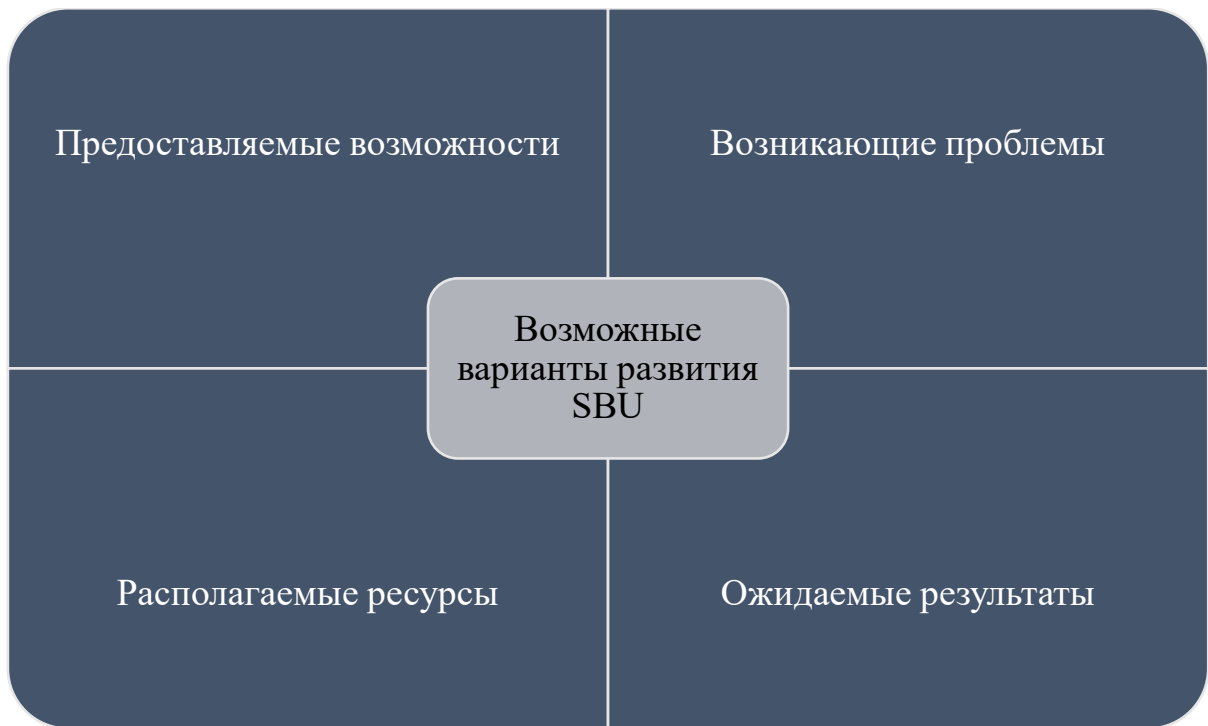 Предоставляемые возможности
Возникающие проблемы
Возможные
варианты развития
SBU
Располагаемые ресурсы
Ожидаемые результаты